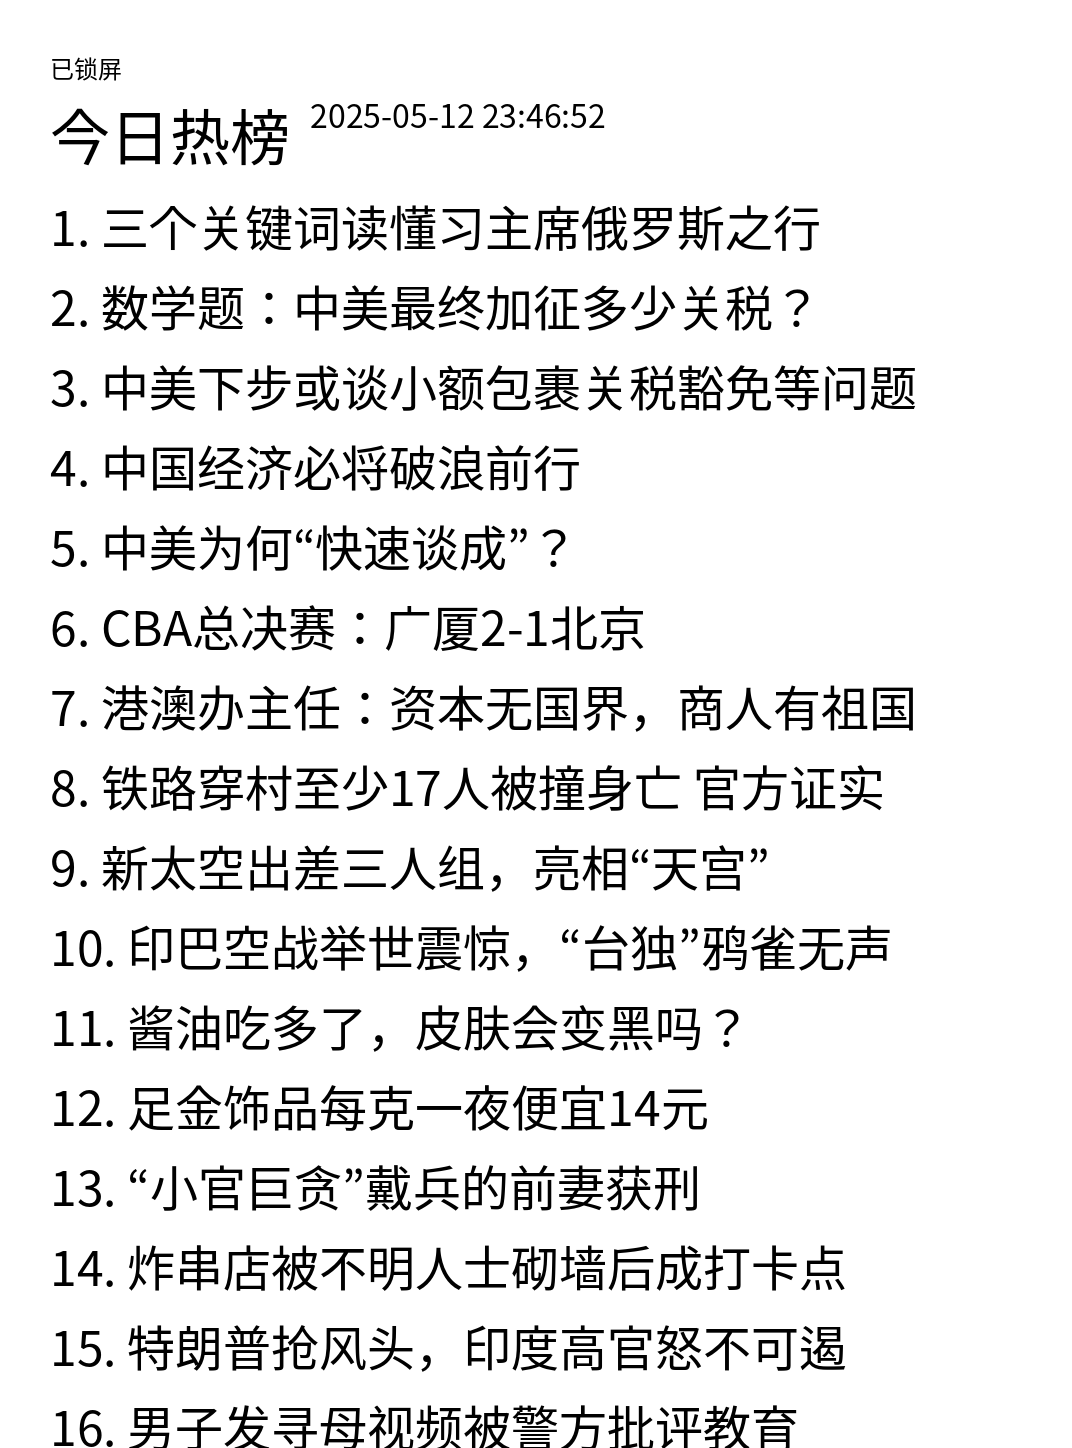 已锁屏
今日热榜 2025-05-12 23:46:52
1. 三个关键词读懂习主席俄罗斯之行
2. 数学题：中美最终加征多少关税？
3. 中美下步或谈小额包裹关税豁免等问题
4. 中国经济必将破浪前行
5. 中美为何“快速谈成”？
6. CBA总决赛：广厦2-1北京
7. 港澳办主任：资本无国界，商人有祖国
8. 铁路穿村至少17人被撞身亡 官方证实
9. 新太空出差三人组，亮相“天宫”
10. 印巴空战举世震惊，“台独”鸦雀无声
11. 酱油吃多了，皮肤会变黑吗？
12. 足金饰品每克一夜便宜14元
13. “小官巨贪”戴兵的前妻获刑
14. 炸串店被不明人士砌墙后成打卡点
15. 特朗普抢风头，印度高官怒不可遏
16. 男子发寻母视频被警方批评教育